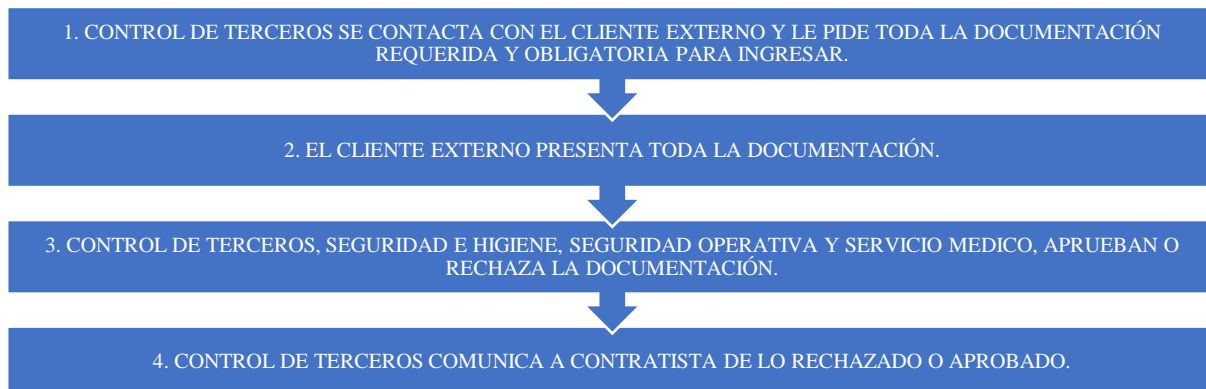 1. CONTROL DE TERCEROS SE CONTACTA CON EL CLIENTE EXTERNO Y LE PIDE TODA LA DOCUMENTACIÓN
REQUERIDA Y OBLIGATORIA PARA INGRESAR.
2. EL CLIENTE EXTERNO PRESENTA TODA LA DOCUMENTACIÓN.
3. CONTROL DE TERCEROS, SEGURIDAD E HIGIENE, SEGURIDAD OPERATIVA Y SERVICIO MEDICO, APRUEBAN O
RECHAZA LA DOCUMENTACIÓN.
4. CONTROL DE TERCEROS COMUNICA A CONTRATISTA DE LO RECHAZADO O APROBADO.